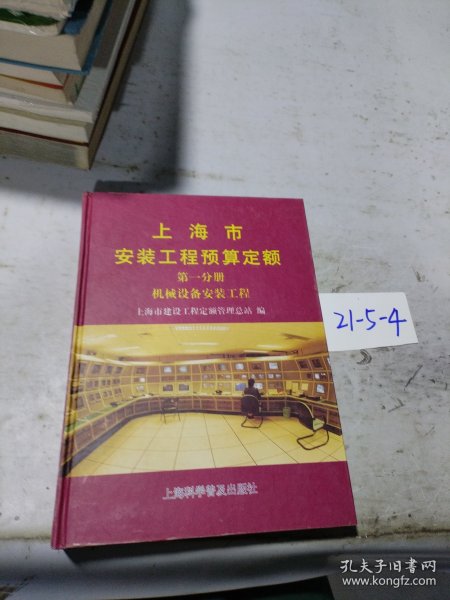 上海市
安装工程预算定额
第一分册
机械设备安装工程
上海市建设工程定额管理总站 编
上海科学普及出版社
21-5-4
孔夫子旧书网
www.kongfz.com